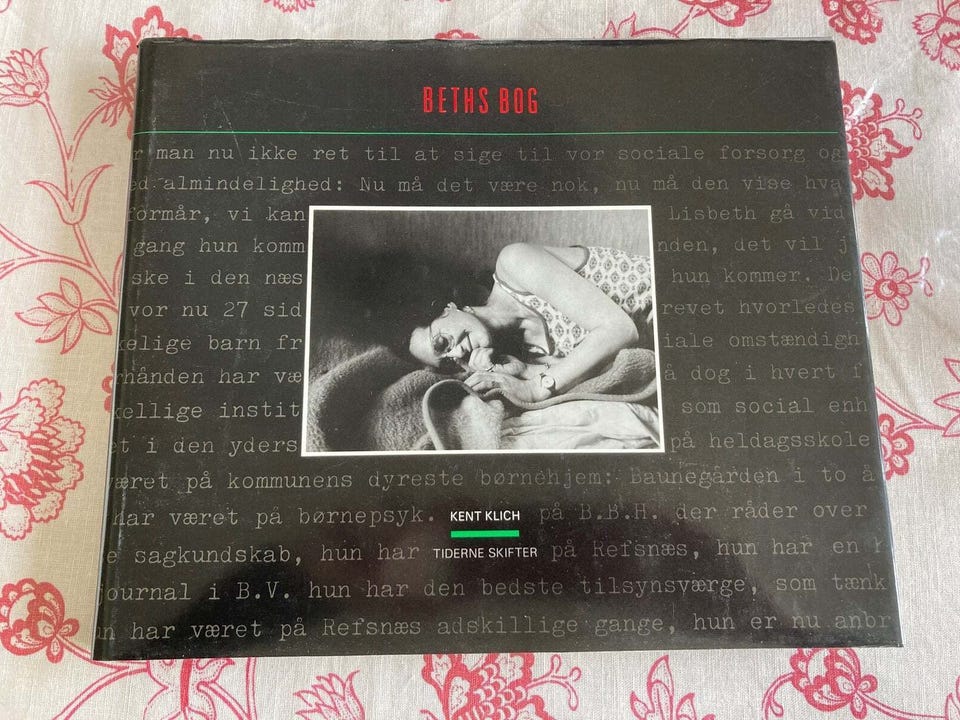 BETHS BOG
r man nu ikke ret til at sige til vor sociale forsorg og
ed almindelighed: Nu må det være nok, nu må den vise hva
formår, vi kan Lisbeth gå vid
gang hun komm nden, det vil j
ske i den næs hun kommer. De
vor nu 27 sid revet hvorledes
kelige barn fr iale omstændigh
rhånden har væ å dog i hvert f
kellige instit som social enh
et i den yders på heldagsskole
været på kommunens dyreste børnehjem: Baunegården i to å
har været på børnepsyk. på B.B.H. der råder over
KENT KLICH
e sagkundskab, hun har på Refsnæs, hun har en
TIDERNE SKIFTER
journal i B.V. hun har den bedste tilsynsværge, som tænk
un har været på Refsnæs adskillige gange, hun er nu anbr